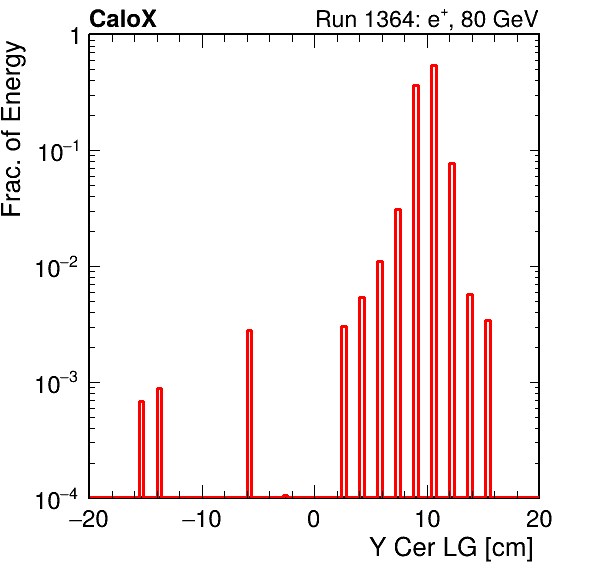 CaloX Run 1364: e⁺, 80 GeV
Frac. of Energy
1
10⁻¹
10⁻²
10⁻³
10⁻⁴
−20 −10 0 10 20
Y Cer LG [cm]